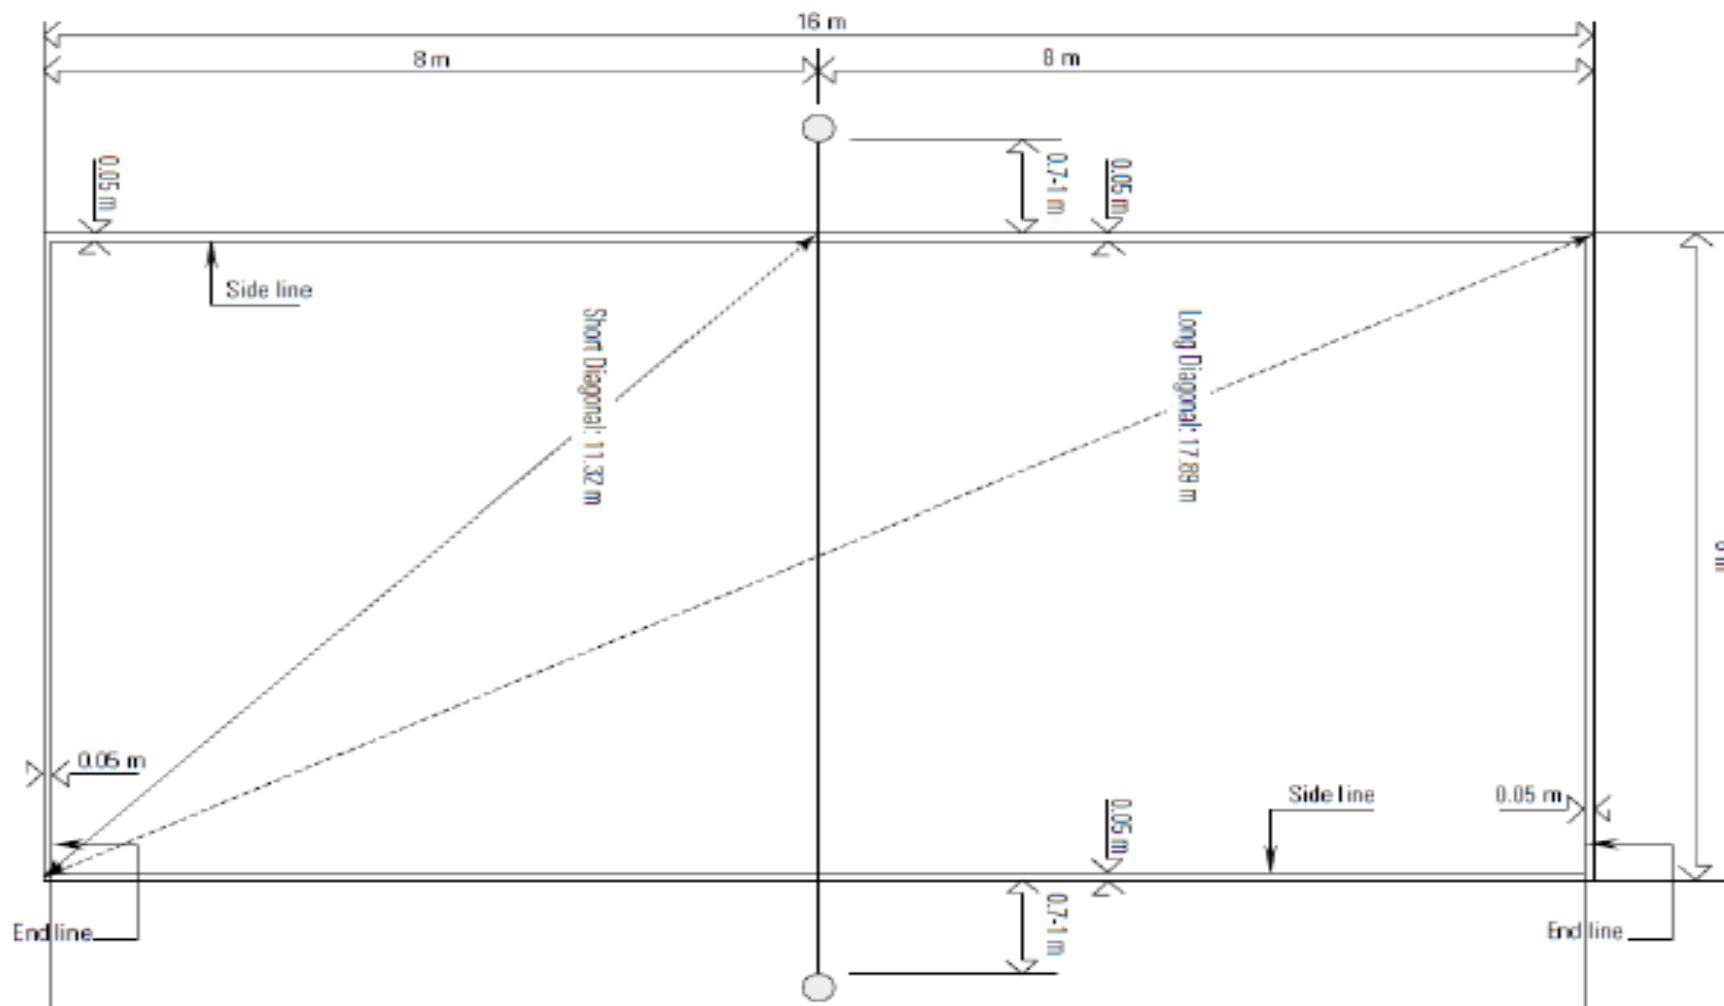 16 m
8 m
8 m
0.05 m
0.7-1 m
0.05 m
Side line
Short Diagonal: 11.32 m
Long Diagonal: 17.89 m
0.05 m
Side line
0.05 m
0.05 m
0.7-1 m
End line
End line